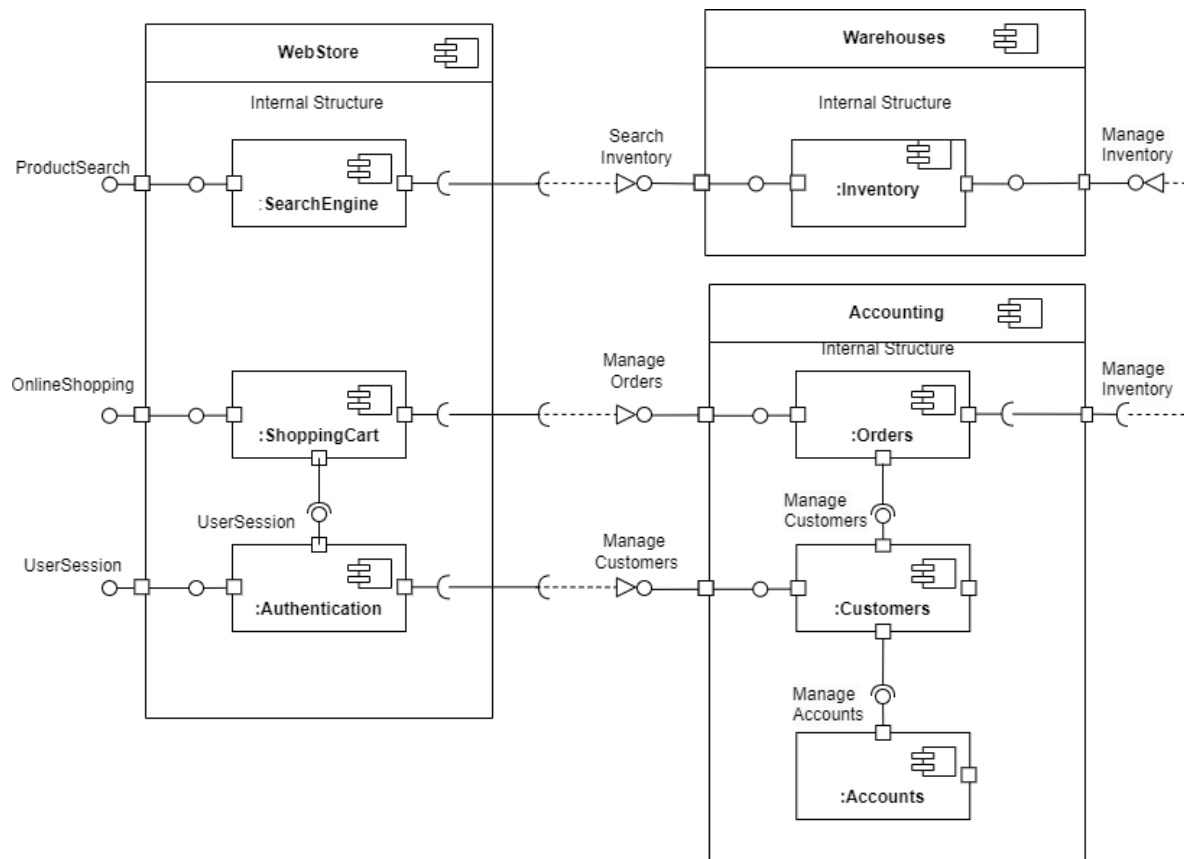 WebStore
Warehouses
Internal Structure
Internal Structure
ProductSearch
Search
Inventory
Manage
Inventory
:SearchEngine
:Inventory
Accounting
Internal Structure
OnlineShopping
Manage
Orders
Manage
Inventory
:ShoppingCart
:Orders
UserSession
Manage
Customers
UserSession
Manage
Customers
:Authentication
:Customers
Manage
Accounts
:Accounts